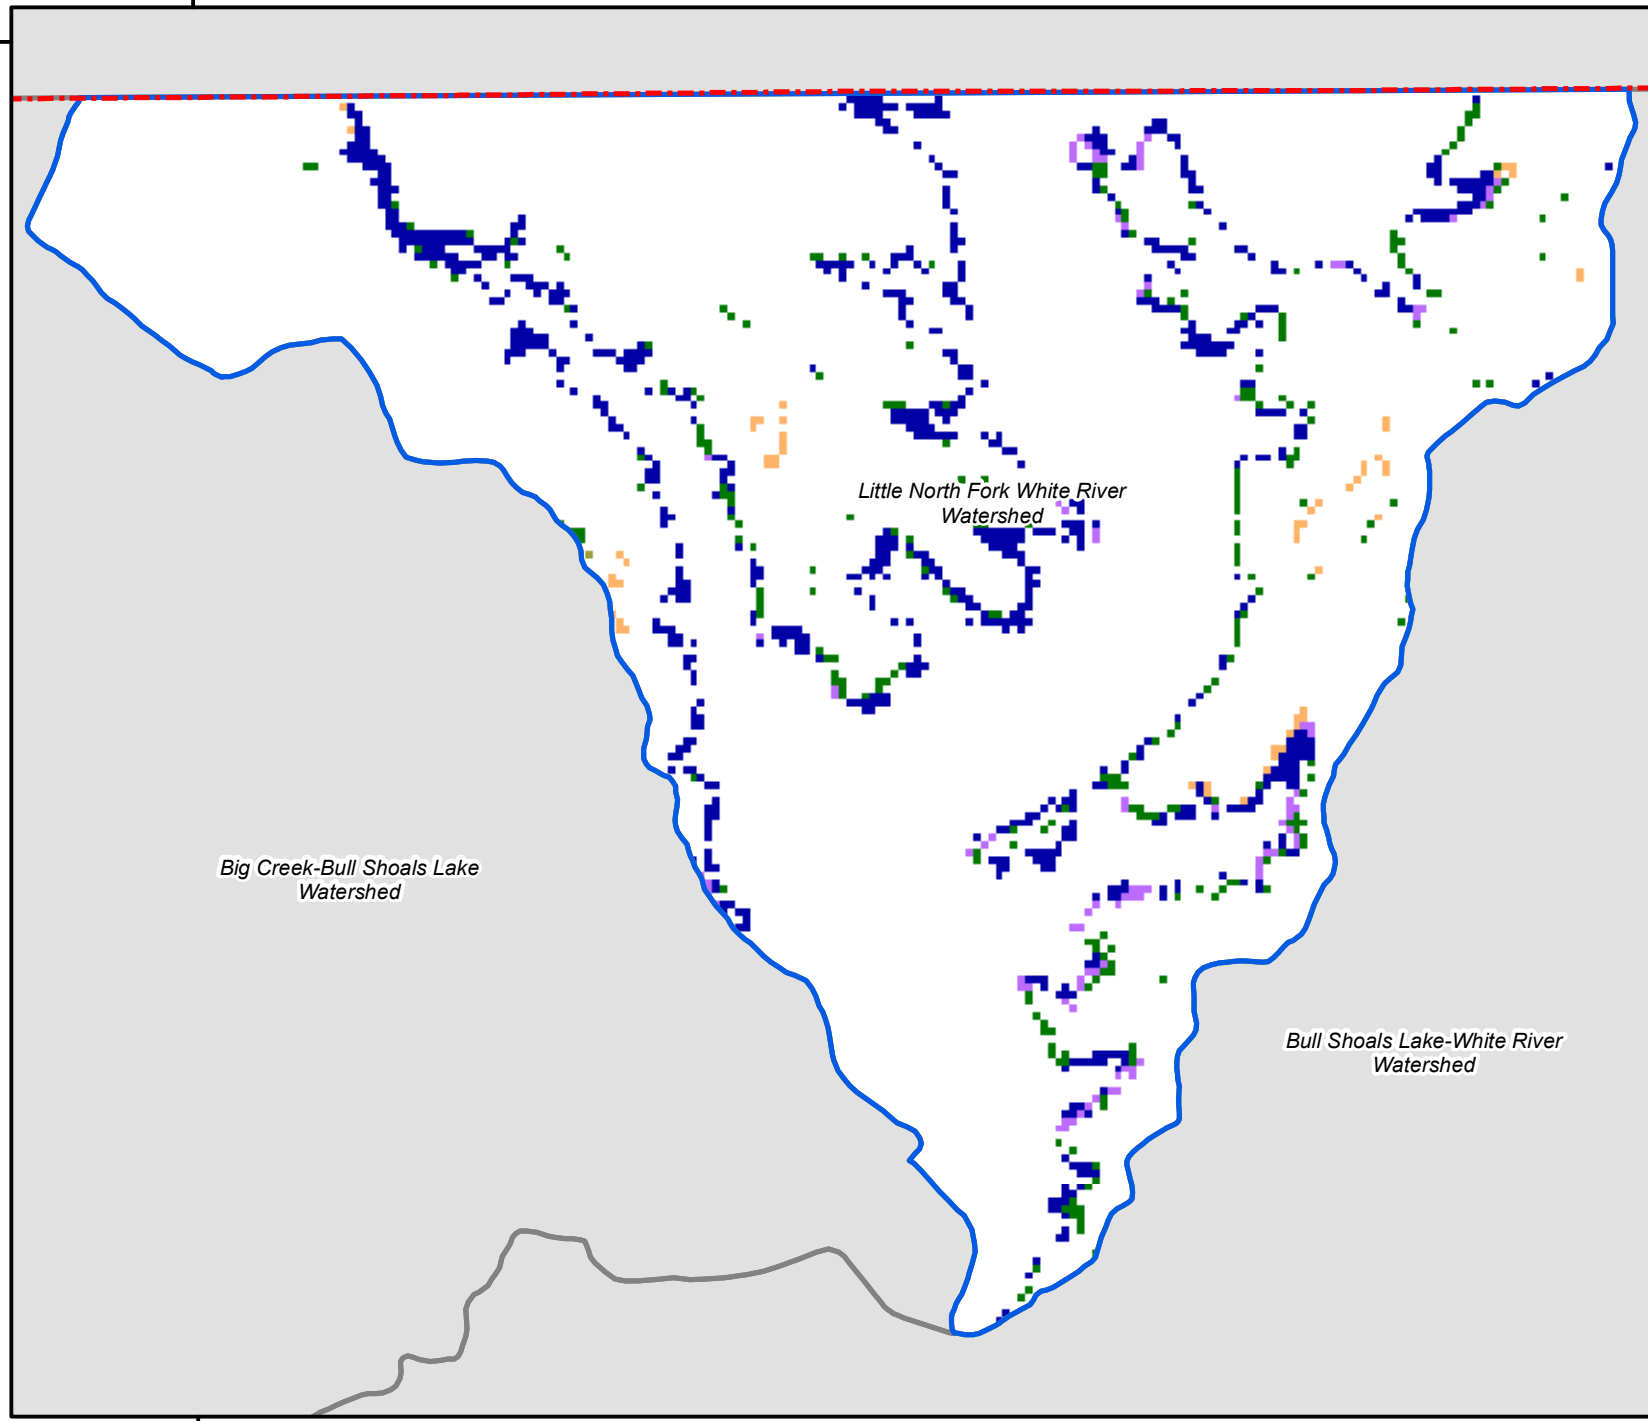 Little North Fork White River
Watershed
Big Creek-Bull Shoals Lake
Watershed
Bull Shoals Lake-White River
Watershed